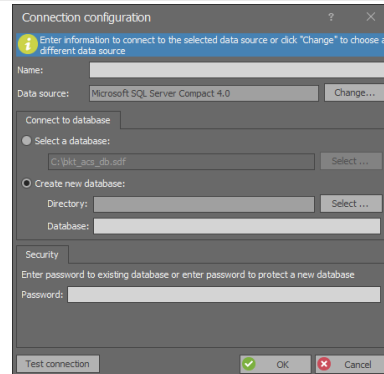 Connection configuration
?
Enter information to connect to the selected data source or click "Change" to choose a
different data source
Name:
Data source: Microsoft SQL Server Compact 4.0 Change...
Connect to database
Select a database:
C:\bkt_acs_db.sdf Select ...
Create new database:
Directory: Select ...
Database:
Security
Enter password to existing database or enter password to protect a new database
Password:
Test connection OK Cancel